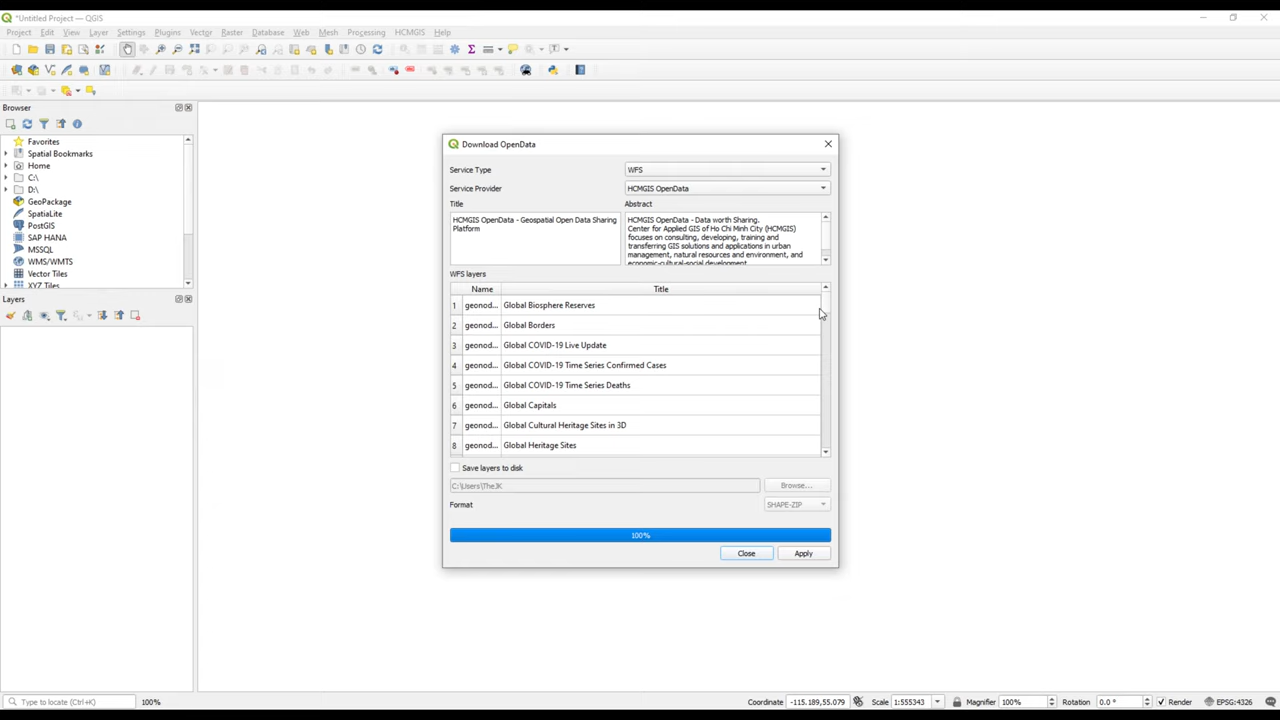 *Untitled Project — QGIS
Project Edit View Layer Settings Plugins Vector Raster Database Web Mesh Processing HCMGIS Help
Browser
Favorites
Spatial Bookmarks
Home
C:\
D:\
GeoPackage
SpatiaLite
PostGIS
SAP HANA
MSSQL
WMS/WMTS
Vector Tiles
XYZ Tiles
Layers
Download OpenData
Service Type WFS
Service Provider HCMGIS OpenData
Title Abstract
HCMGIS OpenData - Geospatial Open Data Sharing
Platform
HCMGIS OpenData - Data worth Sharing.
Center for Applied GIS of Ho Chi Minh City (HCMGIS)
focuses on consulting, developing, training and
transferring GIS solutions and applications in urban
management, natural resources and environment, and
economic-cultural-social development
WFS layers
Name Title
1 geonod... Global Biosphere Reserves
2 geonod... Global Borders
3 geonod... Global COVID-19 Live Update
4 geonod... Global COVID-19 Time Series Confirmed Cases
5 geonod... Global COVID-19 Time Series Deaths
6 geonod... Global Capitals
7 geonod... Global Cultural Heritage Sites in 3D
8 geonod... Global Heritage Sites
Save layers to disk
C:\Users\TheJK Browse...
Format SHAPE-ZIP
100%
Close Apply
Type to locate (Ctrl+K) 100% Coordinate -115.189,55.079 Scale 1:555343 Magnifier 100% Rotation 0.0 ° Render EPSG:4326